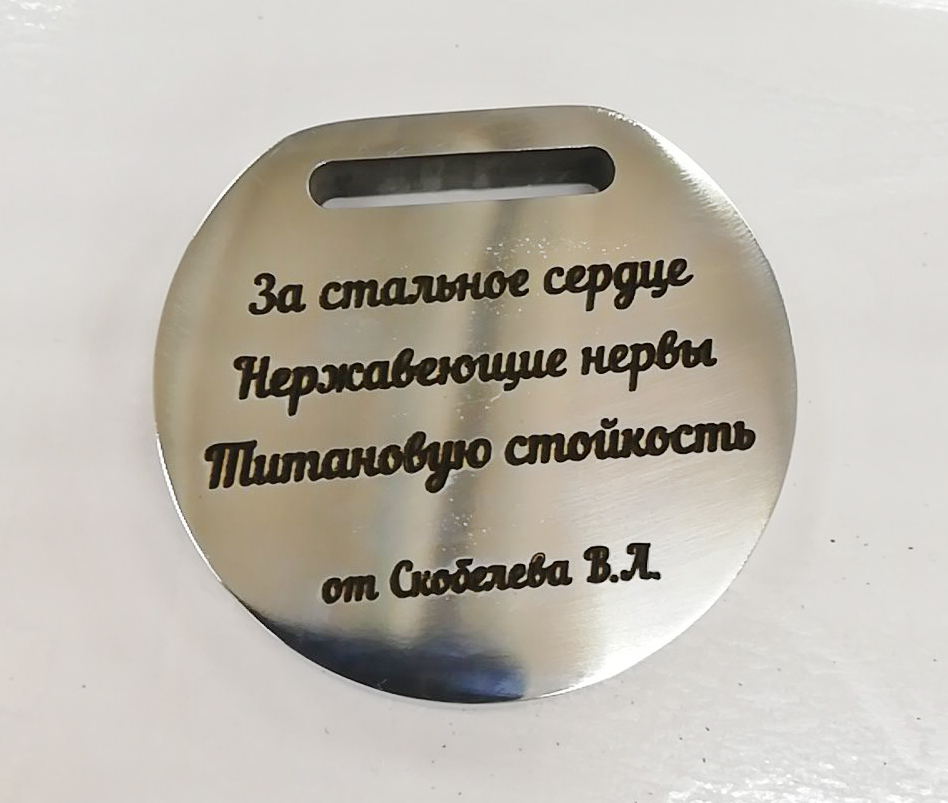 За стальное сердце
Нержавеющие нервы
Титановую стойкость
от Скобелева В.Л.